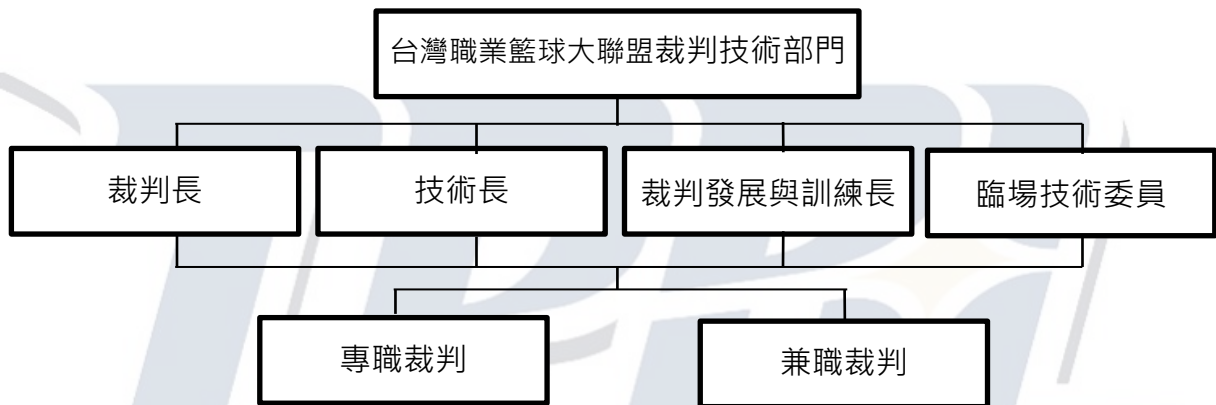 台灣職業籃球大聯盟裁判技術部門
裁判長
技術長
裁判發展與訓練長
臨場技術委員
專職裁判
兼職裁判